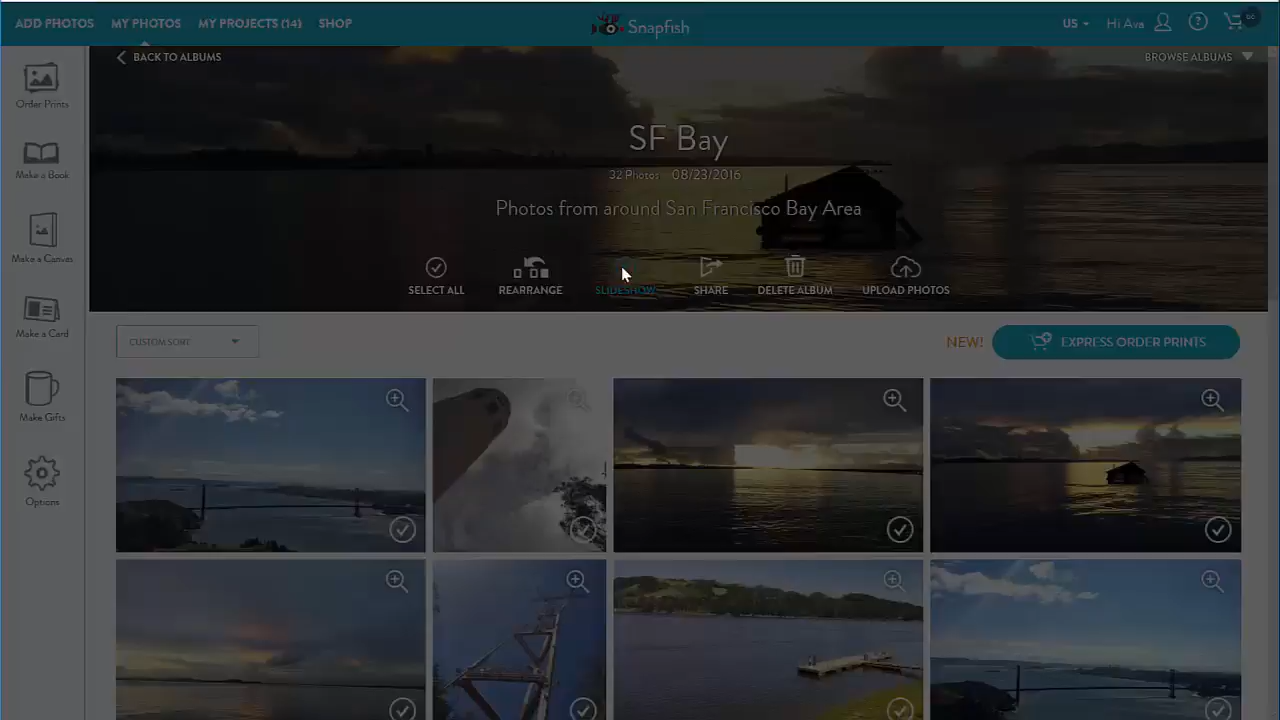 ADD PHOTOS MY PHOTOS MY PROJECTS (14) SHOP Snapfish US Hi Ava ?
BACK TO ALBUMS BROWSE ALBUMS
Order Prints
Make a Book
Make a Canvas
Make a Card
Make Gifts
Options
SF Bay
32 Photos 08/23/2016
Photos from around San Francisco Bay Area
SELECT ALL REARRANGE SLIDESHOW SHARE DELETE ALBUM UPLOAD PHOTOS
CUSTOM SORT NEW! EXPRESS ORDER PRINTS